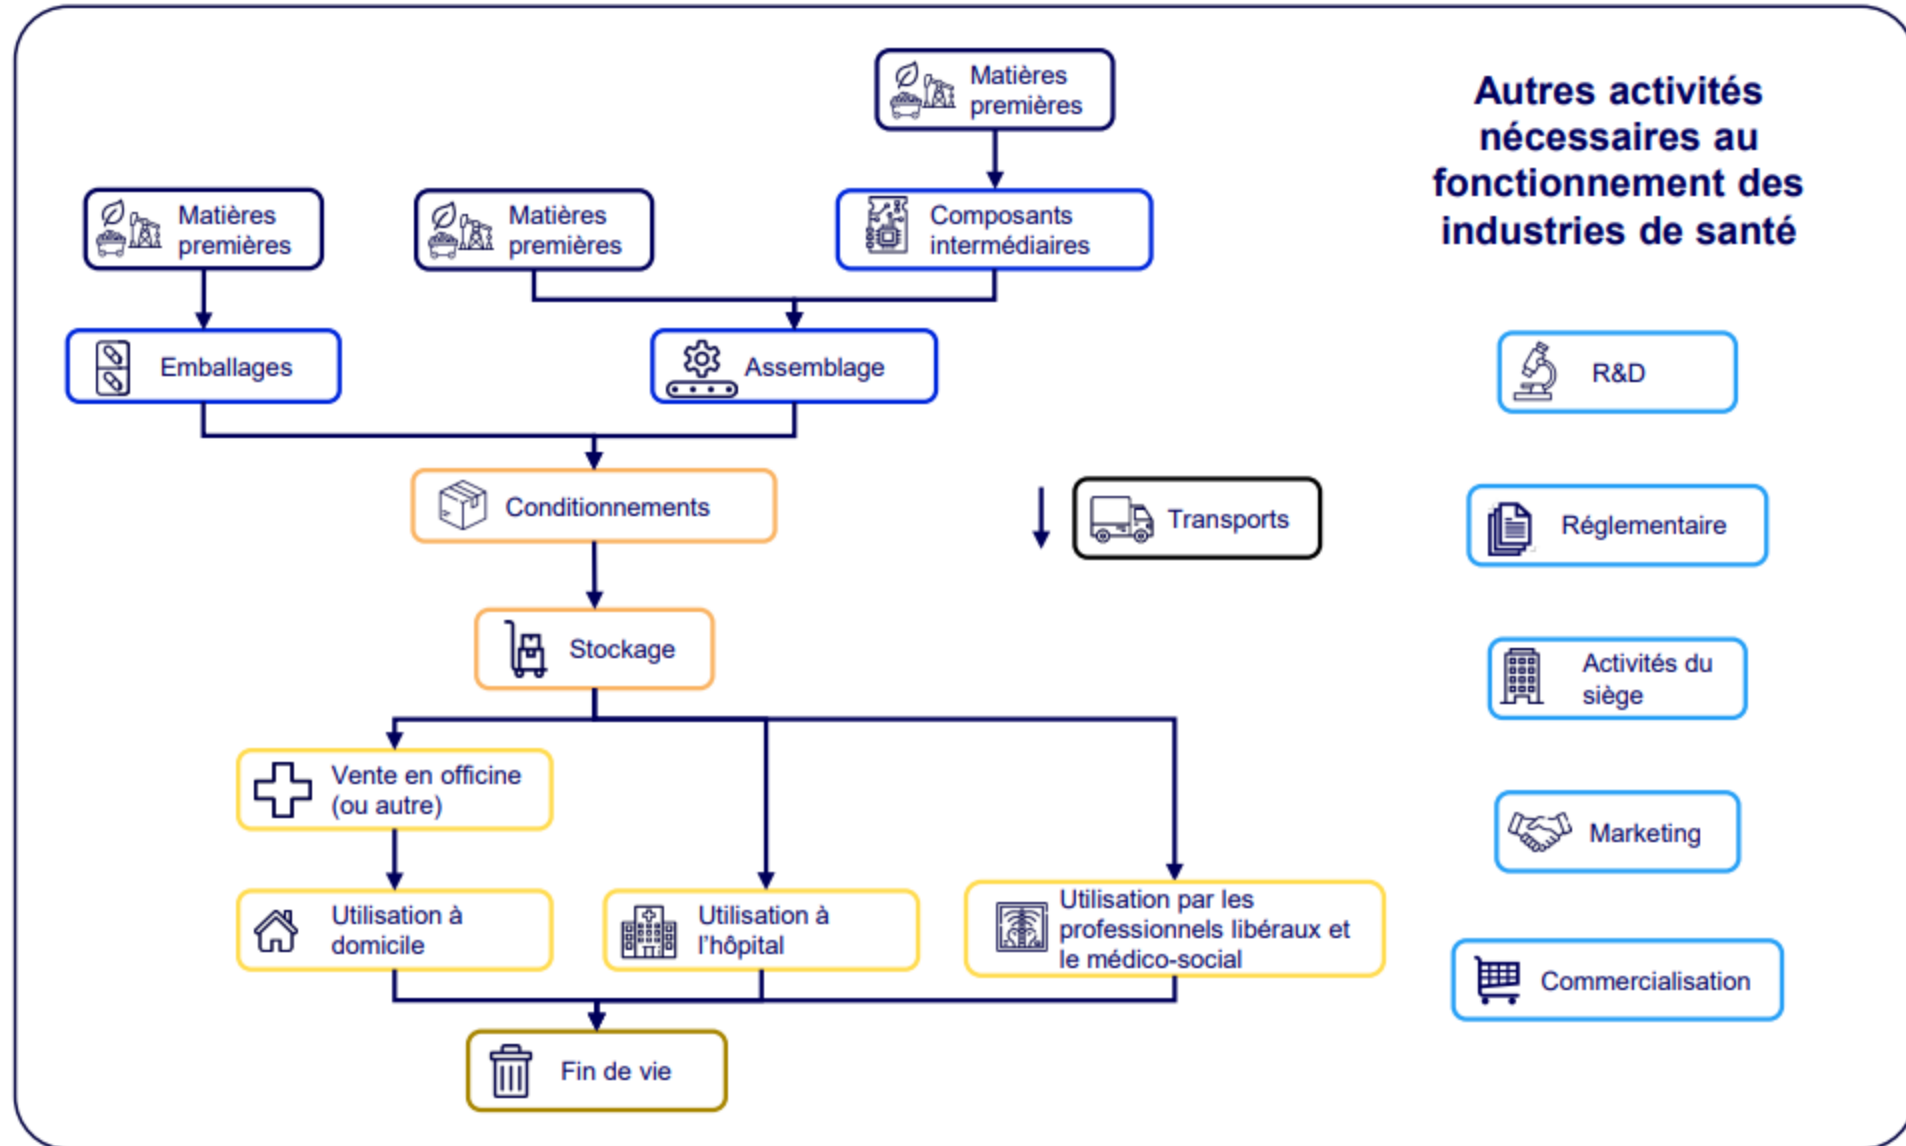 Matières
premières
Autres activités
nécessaires au
fonctionnement des
industries de santé
Matières
premières
Matières
premières
Composants
intermédiaires
Emballages
Assemblage
R&D
Conditionnements
Transports
Réglementaire
Stockage
Activités du
siège
Vente en officine
(ou autre)
Marketing
Utilisation à
domicile
Utilisation à
l'hôpital
Utilisation par les
professionnels libéraux et
le médico-social
Commercialisation
Fin de vie